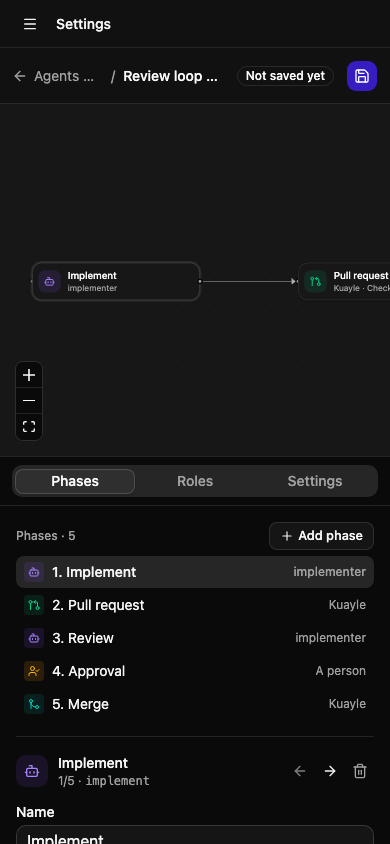 Settings
Agents ... / Review loop ... Not saved yet
Implement
implementer
Pull request
Kuayle · Check
Phases Roles Settings
Phases · 5 Add phase
1. Implement implementer
2. Pull request Kuayle
3. Review implementer
4. Approval A person
5. Merge Kuayle
Implement
1/5 · implement
Name
Implement